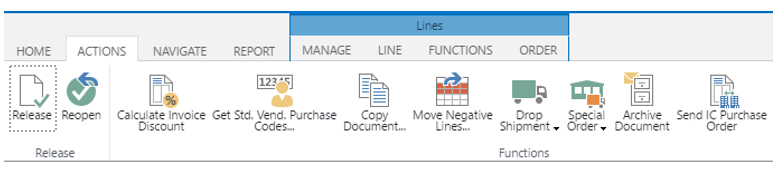 Lines
HOME ACTIONS NAVIGATE REPORT MANAGE LINE FUNCTIONS ORDER
12345
Release Reopen Calculate Invoice Get Std. Vend. Purchase Copy Move Negative Drop Special Archive Send IC Purchase
Discount Codes... Document... Lines... Shipment Order Document Order
Release Functions